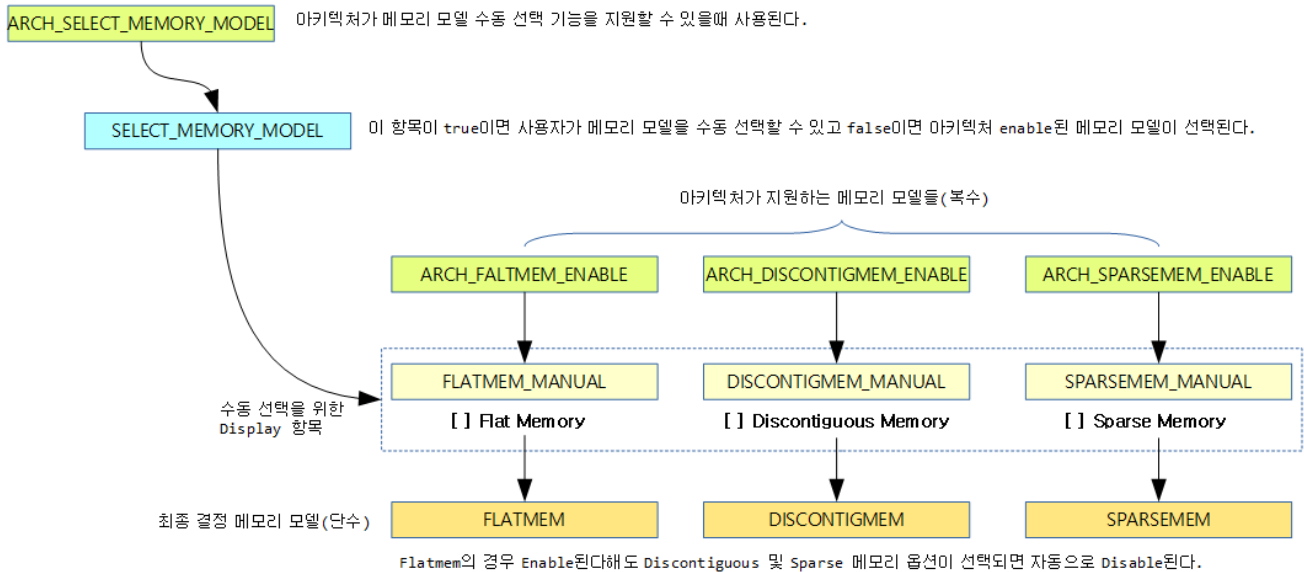 ARCH_SELECT_MEMORY_MODEL
아키텍처가 메모리 모델 수동 선택 기능을 지원할 수 있을때 사용된다.
SELECT_MEMORY_MODEL
이 항목이 true이면 사용자가 메모리 모델을 수동 선택할 수 있고 false이면 아키텍처 enable된 메모리 모델이 선택된다.
아키텍처가 지원하는 메모리 모델들(복수)
ARCH_FALTMEM_ENABLE
ARCH_DISCONTIGMEM_ENABLE
ARCH_SPARSEMEM_ENABLE
FLATMEM_MANUAL
DISCONTIGMEM_MANUAL
SPARSEMEM_MANUAL
수동 선택을 위한
Display 항목
[ ] Flat Memory
[ ] Discontiguous Memory
[ ] Sparse Memory
최종 결정 메모리 모델(단수)
FLATMEM
DISCONTIGMEM
SPARSEMEM
Flatmem의 경우 Enable된다해도 Discontiguous 및 Sparse 메모리 옵션이 선택되면 자동으로 Disable된다.